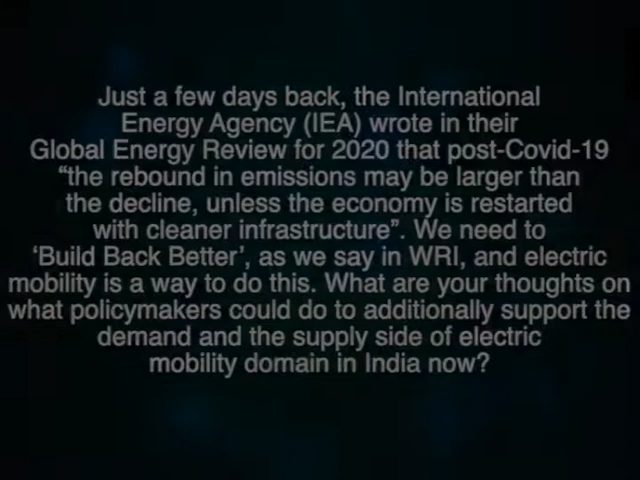 Just a few days back, the International
Energy Agency (IEA) wrote in their
Global Energy Review for 2020 that post-Covid-19
“the rebound in emissions may be larger than
the decline, unless the economy is restarted
with cleaner infrastructure”. We need to
‘Build Back Better’, as we say in WRI, and electric
mobility is a way to do this. What are your thoughts on
what policymakers could do to additionally support the
demand and the supply side of electric
mobility domain in India now?